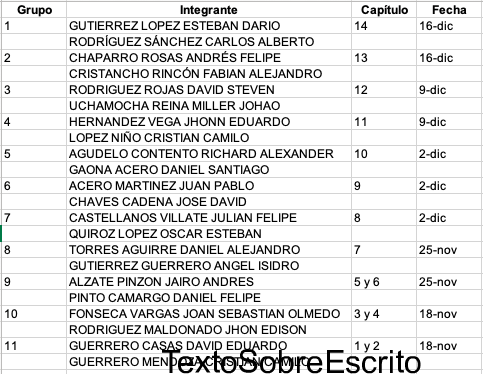 Grupo Integrante Capítulo Fecha
1 GUTIERREZ LOPEZ ESTEBAN DARIO 14 16-dic
RODRÍGUEZ SÁNCHEZ CARLOS ALBERTO
2 CHAPARRO ROSAS ANDRÉS FELIPE 13 16-dic
CRISTANCHO RINCÓN FABIAN ALEJANDRO
3 RODRIGUEZ ROJAS DAVID STEVEN 12 9-dic
UCHAMOCHA REINA MILLER JOHAO
4 HERNANDEZ VEGA JHONN EDUARDO 11 9-dic
LOPEZ NIÑO CRISTIAN CAMILO
5 AGUDELO CONTENTO RICHARD ALEXANDER 10 2-dic
GAONA ACERO DANIEL SANTIAGO
6 ACERO MARTINEZ JUAN PABLO 9 2-dic
CHAVES CADENA JOSE DAVID
7 CASTELLANOS VILLATE JULIAN FELIPE 8 2-dic
QUIROZ LOPEZ OSCAR ESTEBAN
8 TORRES AGUIRRE DANIEL ALEJANDRO 7 25-nov
GUTIERREZ GUERRERO ANGEL ISIDRO
9 ALZATE PINZON JAIRO ANDRES 5 y 6 25-nov
PINTO CAMARGO DANIEL FELIPE
10 FONSECA VARGAS JOAN SEBASTIAN OLMEDO 3 y 4 18-nov
RODRIGUEZ MALDONADO JHON EDISON
11 GUERRERO CASAS DAVID EDUARDO 1 y 2 18-nov
GUERRERO MENDOZA CRISTIAN CAMILO
TextoSobreEscrito